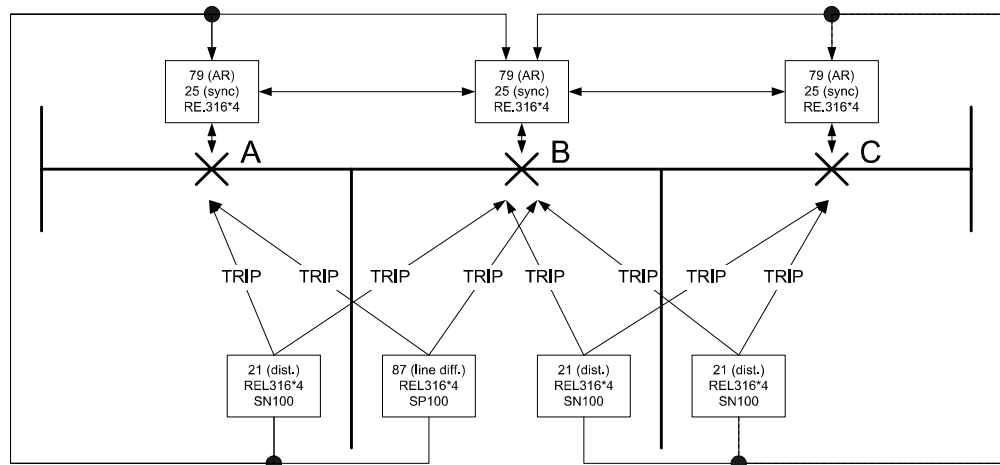 79 (AR)
25 (sync)
RE.316*4
79 (AR)
25 (sync)
RE.316*4
79 (AR)
25 (sync)
RE.316*4
A
B
C
TRIP
TRIP
TRIP
TRIP
TRIP
TRIP
TRIP
TRIP
21 (dist.)
REL316*4
SN100
87 (line diff.)
REL316*4
SP100
21 (dist.)
REL316*4
SN100
21 (dist.)
REL316*4
SN100